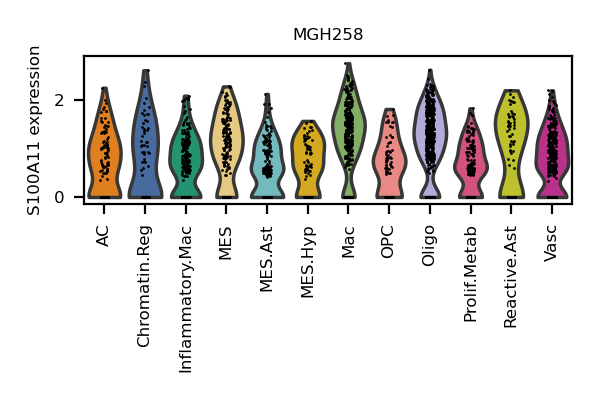 MGH258
S100A11 expression
2
0
AC
Chromatin.Reg
Inflammatory.Mac
MES
MES.Ast
MES.Hyp
Mac
OPC
Oligo
Prolif.Metab
Reactive.Ast
Vasc